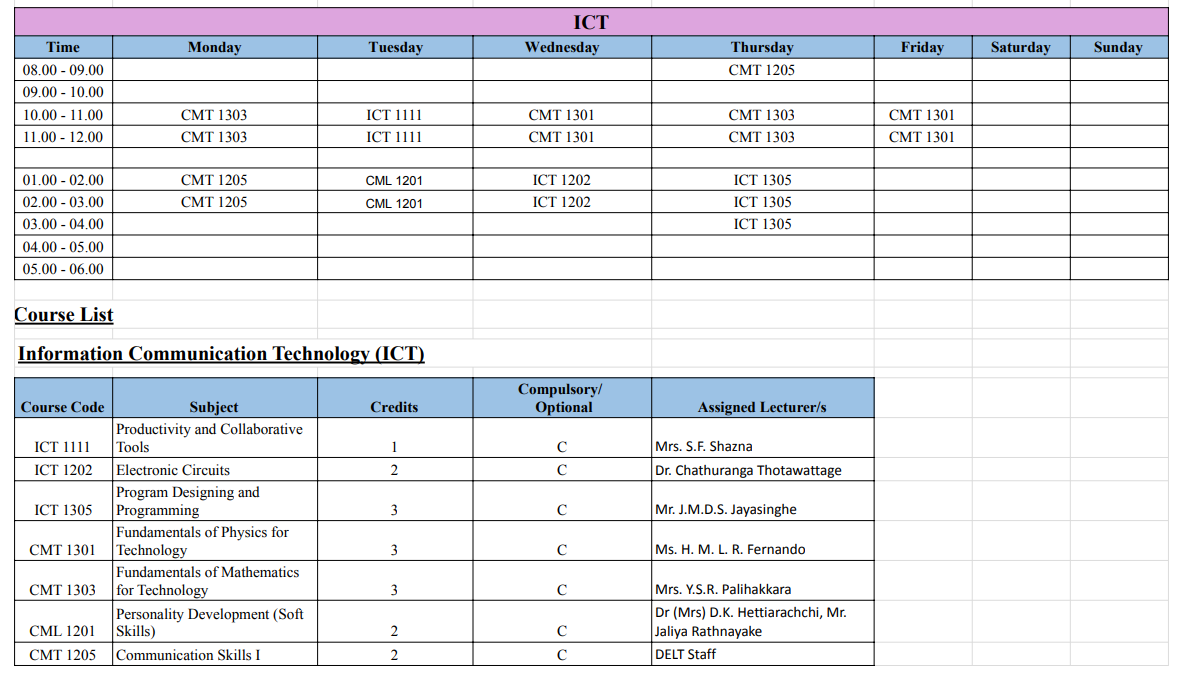 ICT
Time Monday Tuesday Wednesday Thursday Friday Saturday Sunday
08.00 - 09.00 CMT 1205
09.00 - 10.00
10.00 - 11.00 CMT 1303 ICT 1111 CMT 1301 CMT 1303 CMT 1301
11.00 - 12.00 CMT 1303 ICT 1111 CMT 1301 CMT 1303 CMT 1301
01.00 - 02.00 CMT 1205 CML 1201 ICT 1202 ICT 1305
02.00 - 03.00 CMT 1205 CML 1201 ICT 1202 ICT 1305
03.00 - 04.00 ICT 1305
04.00 - 05.00
05.00 - 06.00
Course List
Information Communication Technology (ICT)
Compulsory/
Course Code Subject Credits Optional Assigned Lecturer/s
Productivity and Collaborative
ICT 1111 Tools 1 C Mrs. S.F. Shazna
ICT 1202 Electronic Circuits 2 C Dr. Chathuranga Thotawattage
Program Designing and
ICT 1305 Programming 3 C Mr. J.M.D.S. Jayasinghe
Fundamentals of Physics for
CMT 1301 Technology 3 C Ms. H. M. L. R. Fernando
Fundamentals of Mathematics
CMT 1303 for Technology 3 C Mrs. Y.S.R. Palihakkara
Personality Development (Soft Dr (Mrs) D.K. Hettiarachchi, Mr.
CML 1201 Skills) 2 C Jaliya Rathnayake
CMT 1205 Communication Skills I 2 C DELT Staff